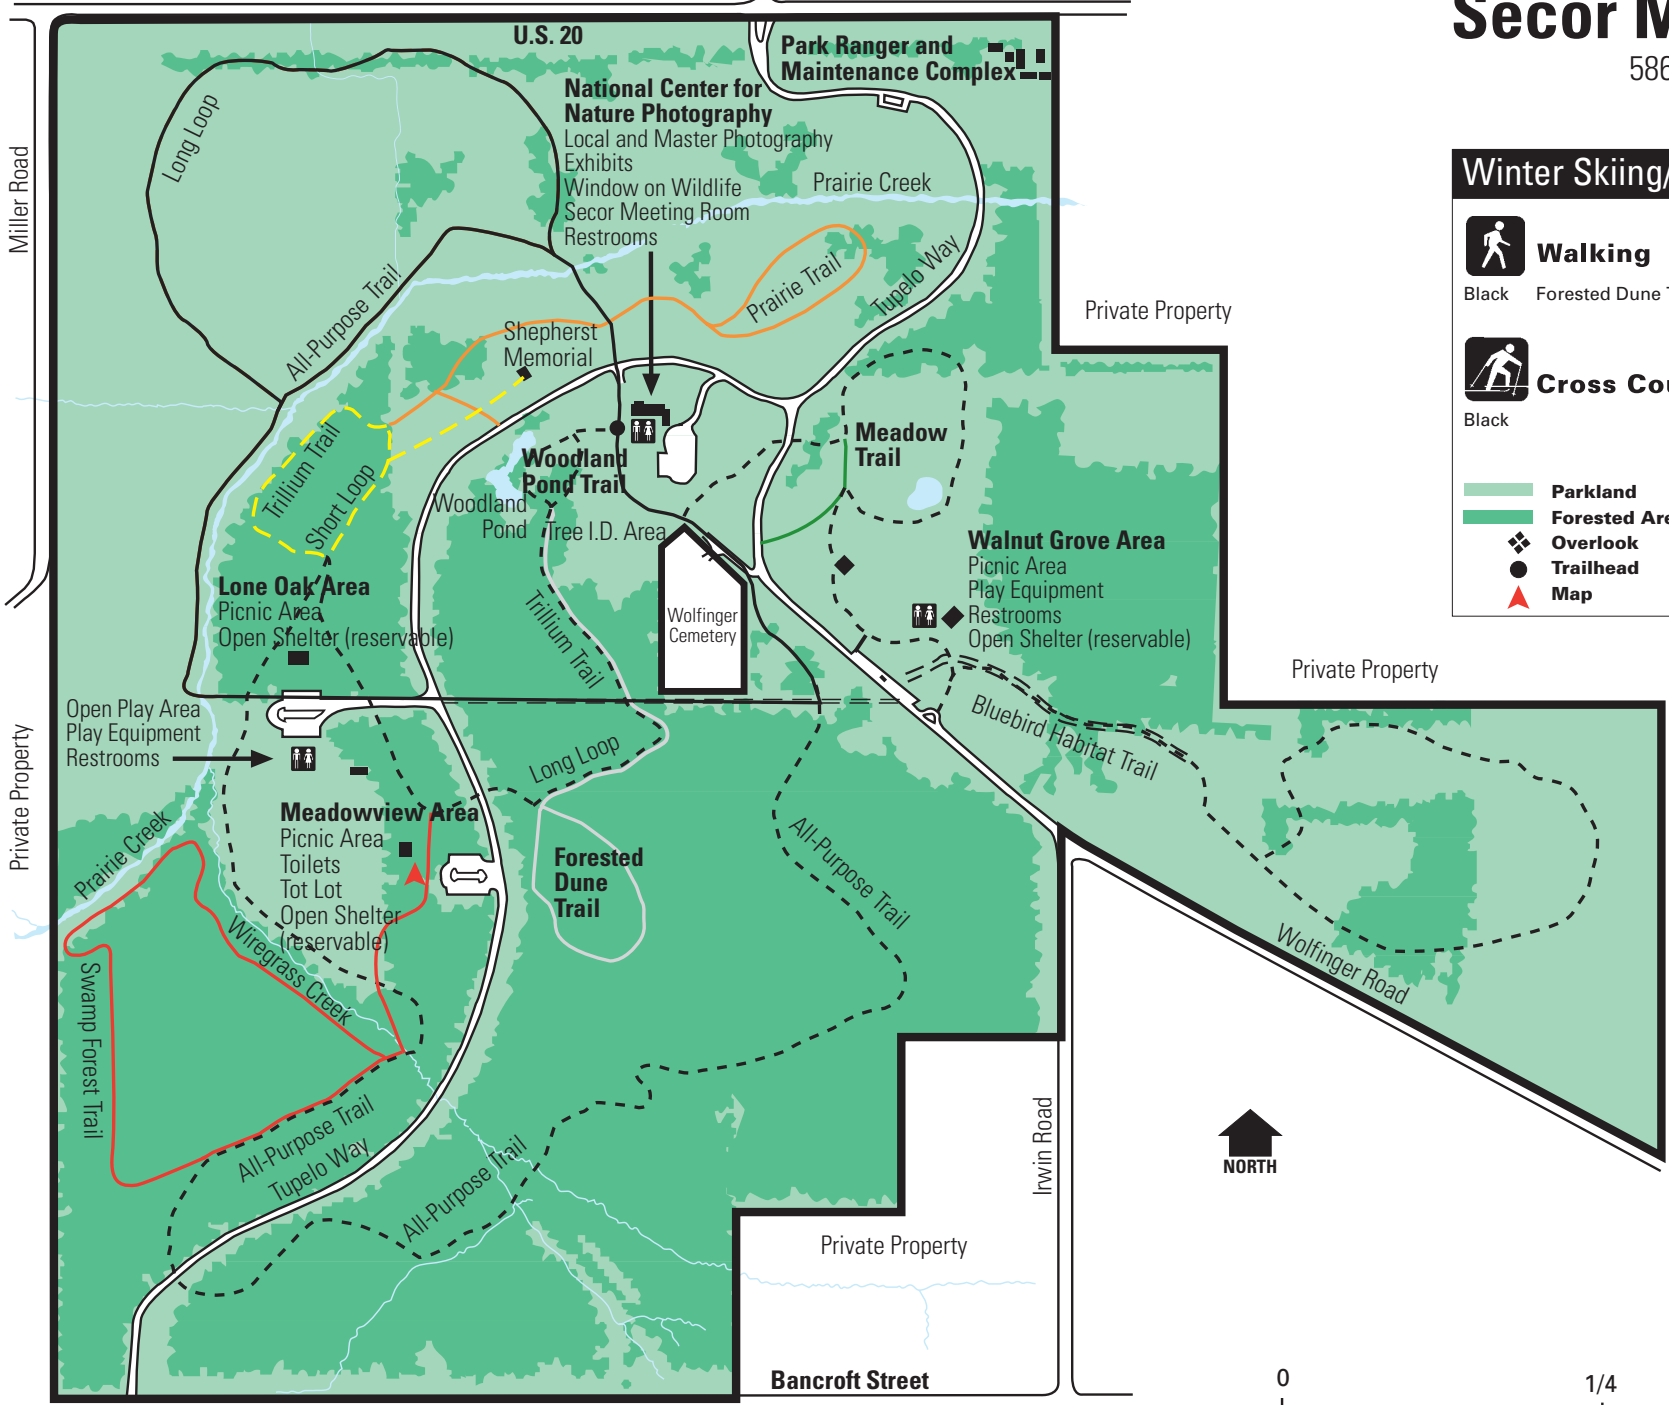 Secor M
586
U.S. 20
Park Ranger and
Maintenance Complex
National Center for
Nature Photography
Local and Master Photography
Exhibits
Window on Wildlife
Secor Meeting Room
Restrooms
Miller Road
Long Loop
Prairie Creek
All-Purpose Trail
Prairie Trail
Tupelo Way
Shepherst
Memorial
Private Property
Winter Skiing/
Walking
Black
Forested Dune T
Cross Cou
Black
Parkland
Forested Are
Overlook
Trailhead
Map
Trillium Trail
Short Loop
Woodland
Pond Trail
Woodland
Pond
Tree I.D. Area
Meadow
Trail
Walnut Grove Area
Picnic Area
Play Equipment
Restrooms
Open Shelter (reservable)
Lone Oak Area
Picnic Area
Open Shelter (reservable)
Trillium Trail
Wolfinger
Cemetery
Private Property
Open Play Area
Play Equipment
Restrooms
Private Property
Bluebird Habitat Trail
Long Loop
Meadowview Area
Picnic Area
Toilets
Tot Lot
Open Shelter
(reservable)
Prairie Creek
Wiregrass Creek
Forested
Dune
Trail
All-Purpose Trail
Wolfinger Road
Swamp Forest Trail
All-Purpose Trail
Tupelo Way
All-Purpose Trail
Irwin Road
NORTH
Private Property
Bancroft Street
0
1/4